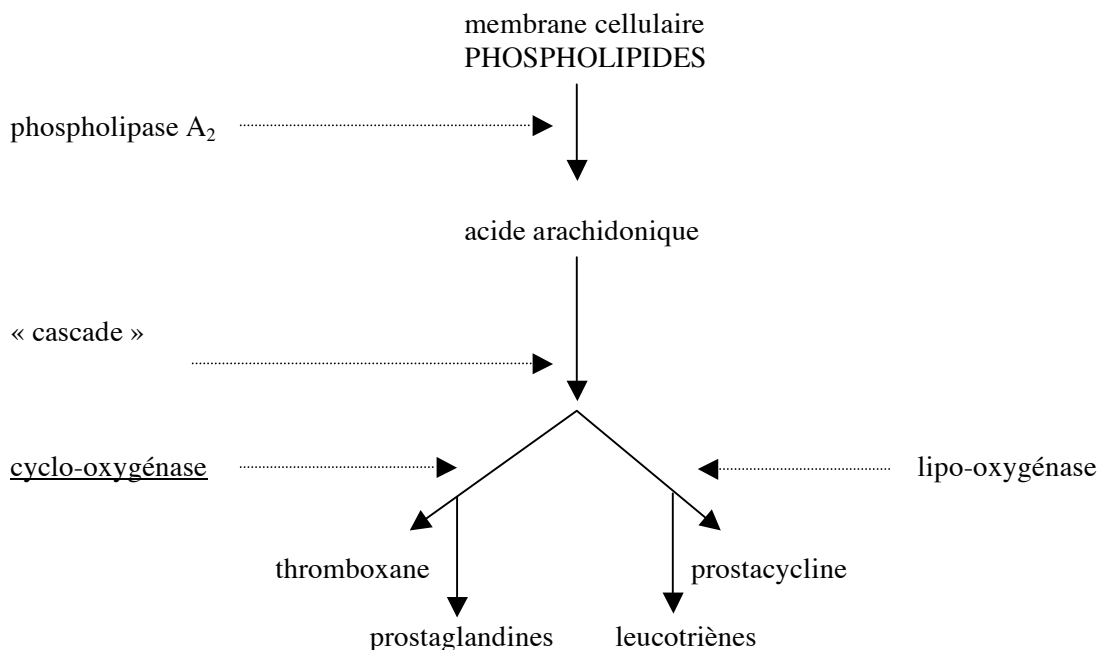 membrane cellulaire
PHOSPHOLIPIDES
phospholipase A₂
acide arachidonique
« cascade »
cyclo-oxygénase
lipo-oxygénase
thromboxane
prostacycline
prostaglandines
leucotriènes